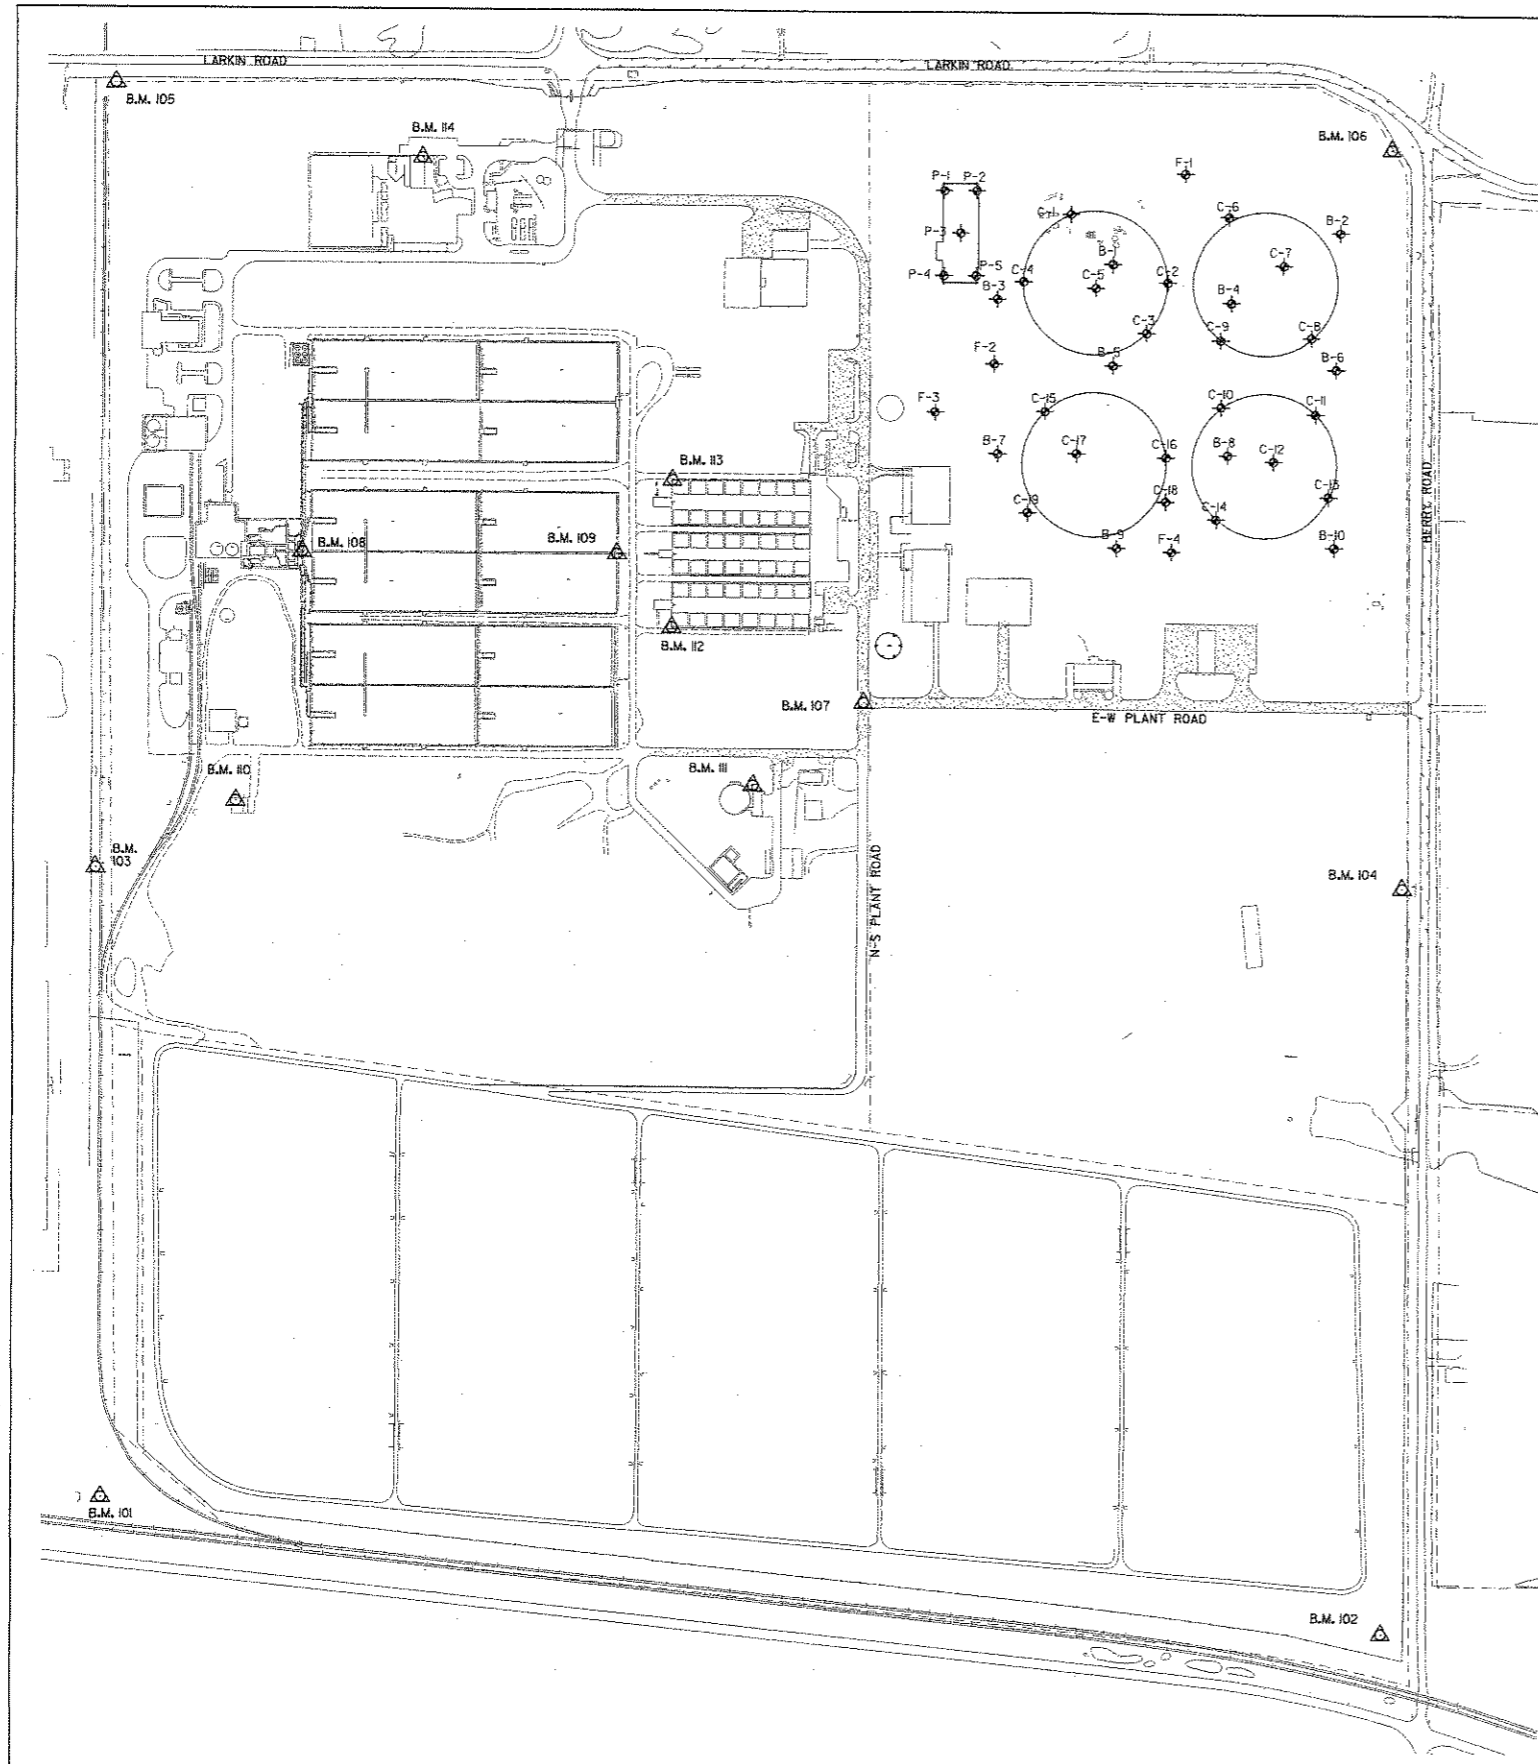 LARKIN ROAD
LARKIN ROAD
B.M. 105
B.M. 114
B.M. 106
F-1
P-1
P-2
C-1
C-6
B-2
P-3
B-1
C-7
P-4
P-5
C-4
C-5
C-2
B-3
B-4
C-3
C-9
C-8
F-2
B-5
B-6
F-3
C-15
C-10
C-11
B-7
C-17
C-16
B-8
C-12
B.M. 113
C-19
C-18
C-14
C-13
BERRY ROAD
B.M. 108
B.M. 109
B-9
F-4
B-10
B.M. 112
B.M. 107
E-W PLANT ROAD
B.M. 110
B.M. 111
B.M.
103
B.M. 104
N-S PLANT ROAD
B.M. 101
B.M. 102